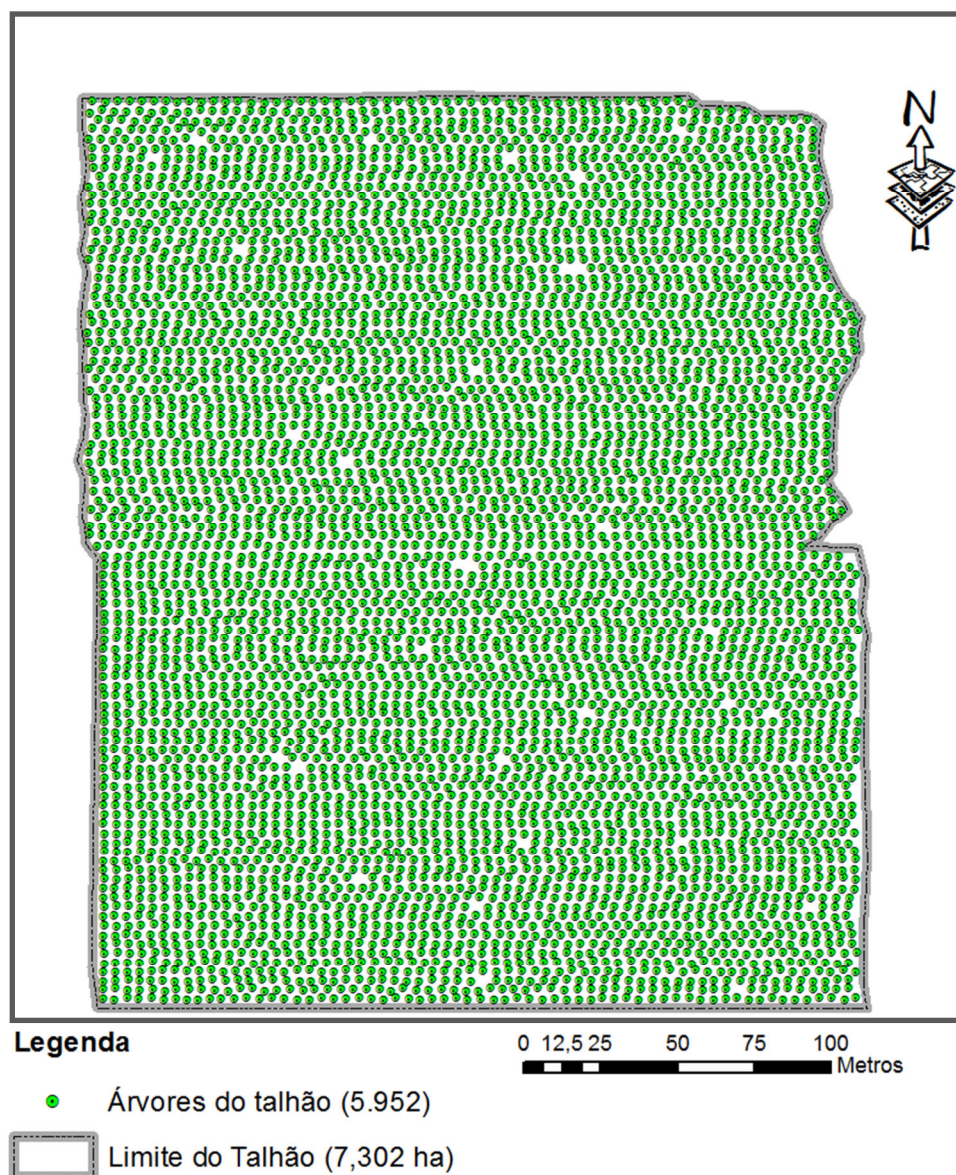 N
Legenda
0 12,5 25 50 75 100
Metros
Árvores do talhão (5.952)
Limite do Talhão (7,302 ha)